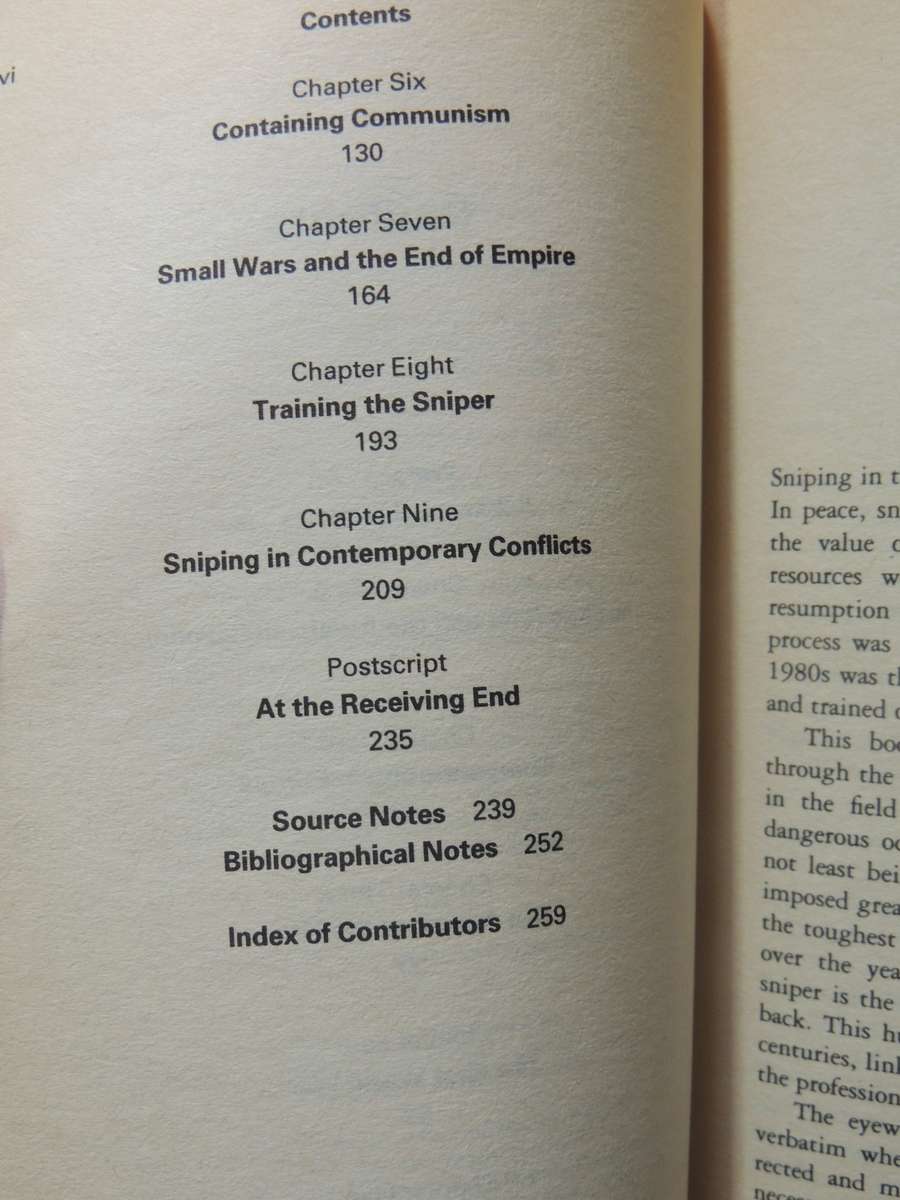 vi
Contents
Chapter Six
Containing Communism
130
Chapter Seven
Small Wars and the End of Empire
164
Chapter Eight
Training the Sniper
193
Chapter Nine
Sniping in Contemporary Conflicts
209
Postscript
At the Receiving End
235
Source Notes 239
Bibliographical Notes 252
Index of Contributors 259
Sniping in
In peace,
the value
resources
resumption
process was
1980s was
and trained
This
through the
in the field
dangerous
not least
imposed
the toughest
over the
sniper is the
back. This
centuries,
the profession
The
verbatim
rected and